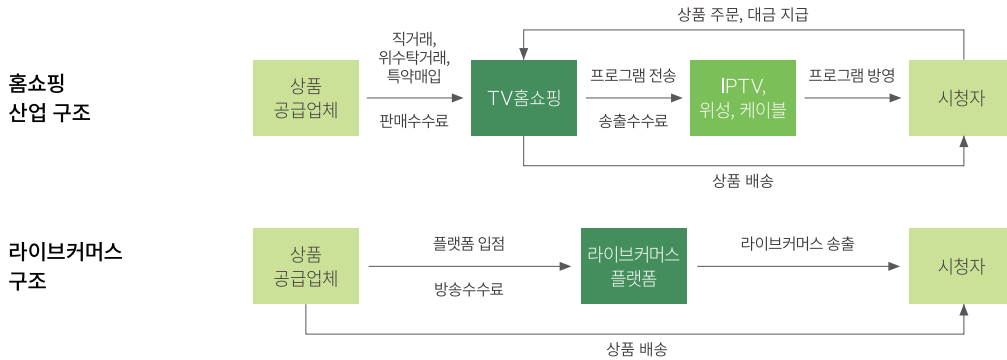 상품 주문, 대금 지급
홈쇼핑
산업 구조
상품
공급업체
직거래,
위수탁거래,
특약매입
판매수수료
TV홈쇼핑
프로그램 전송
송출수수료
IPTV,
위성, 케이블
프로그램 방영
시청자
상품 배송
라이브커머스
구조
상품
공급업체
플랫폼 입점
방송수수료
라이브커머스
플랫폼
라이브커머스 송출
시청자
상품 배송